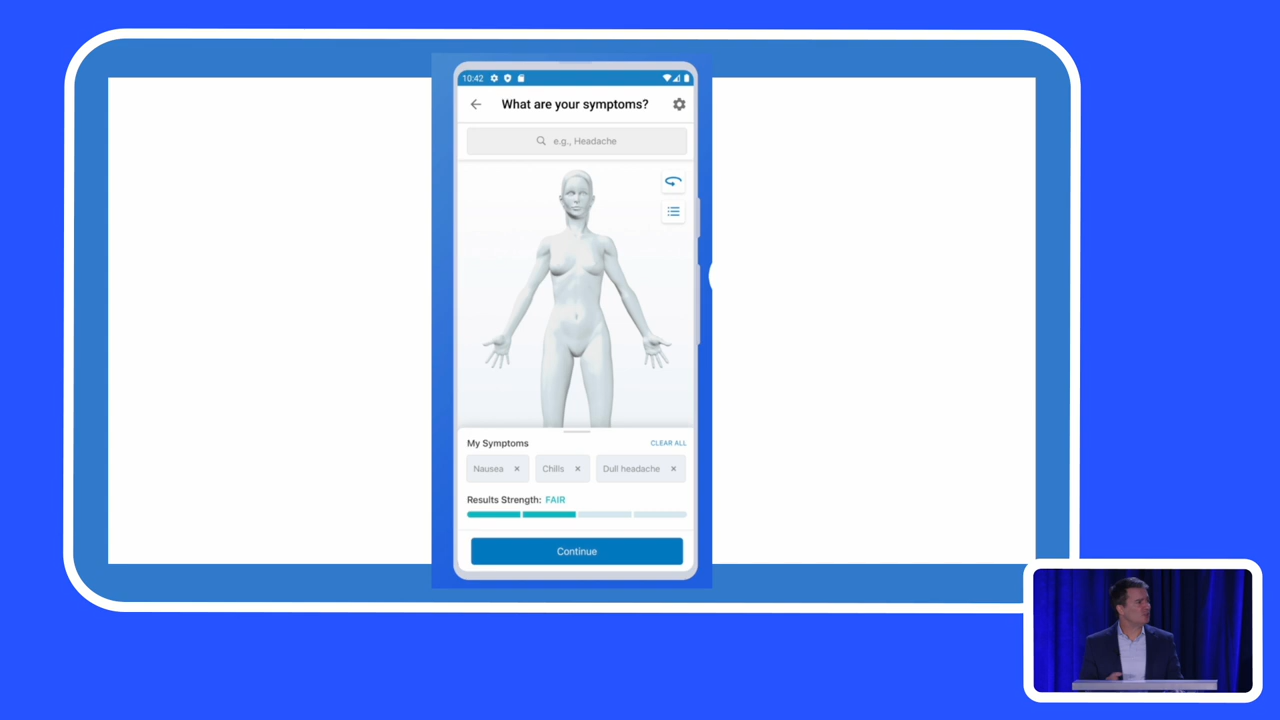 10:42
What are your symptoms?
e.g., Headache
My Symptoms
CLEAR ALL
Nausea ×
Chills ×
Dull headache ×
Results Strength: FAIR
Continue